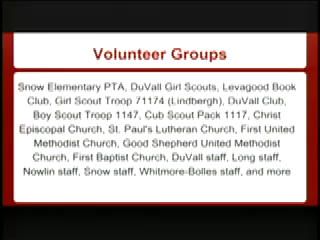 Volunteer Groups
Snow Elementary PTA, DuVall Girl Scouts, Levagood Book
Club, Girl Scout Troop 71174 (Lindbergh), DuVall Club,
Boy Scout Troop 1147, Cub Scout Pack 1117, Christ
Episcopal Church, St. Paul's Lutheran Church, First United
Methodist Church, Good Shepherd United Methodist
Church, First Baptist Church, DuVall staff, Long staff,
Nowlin staff, Snow staff, Whitmore-Bolles staff, and more